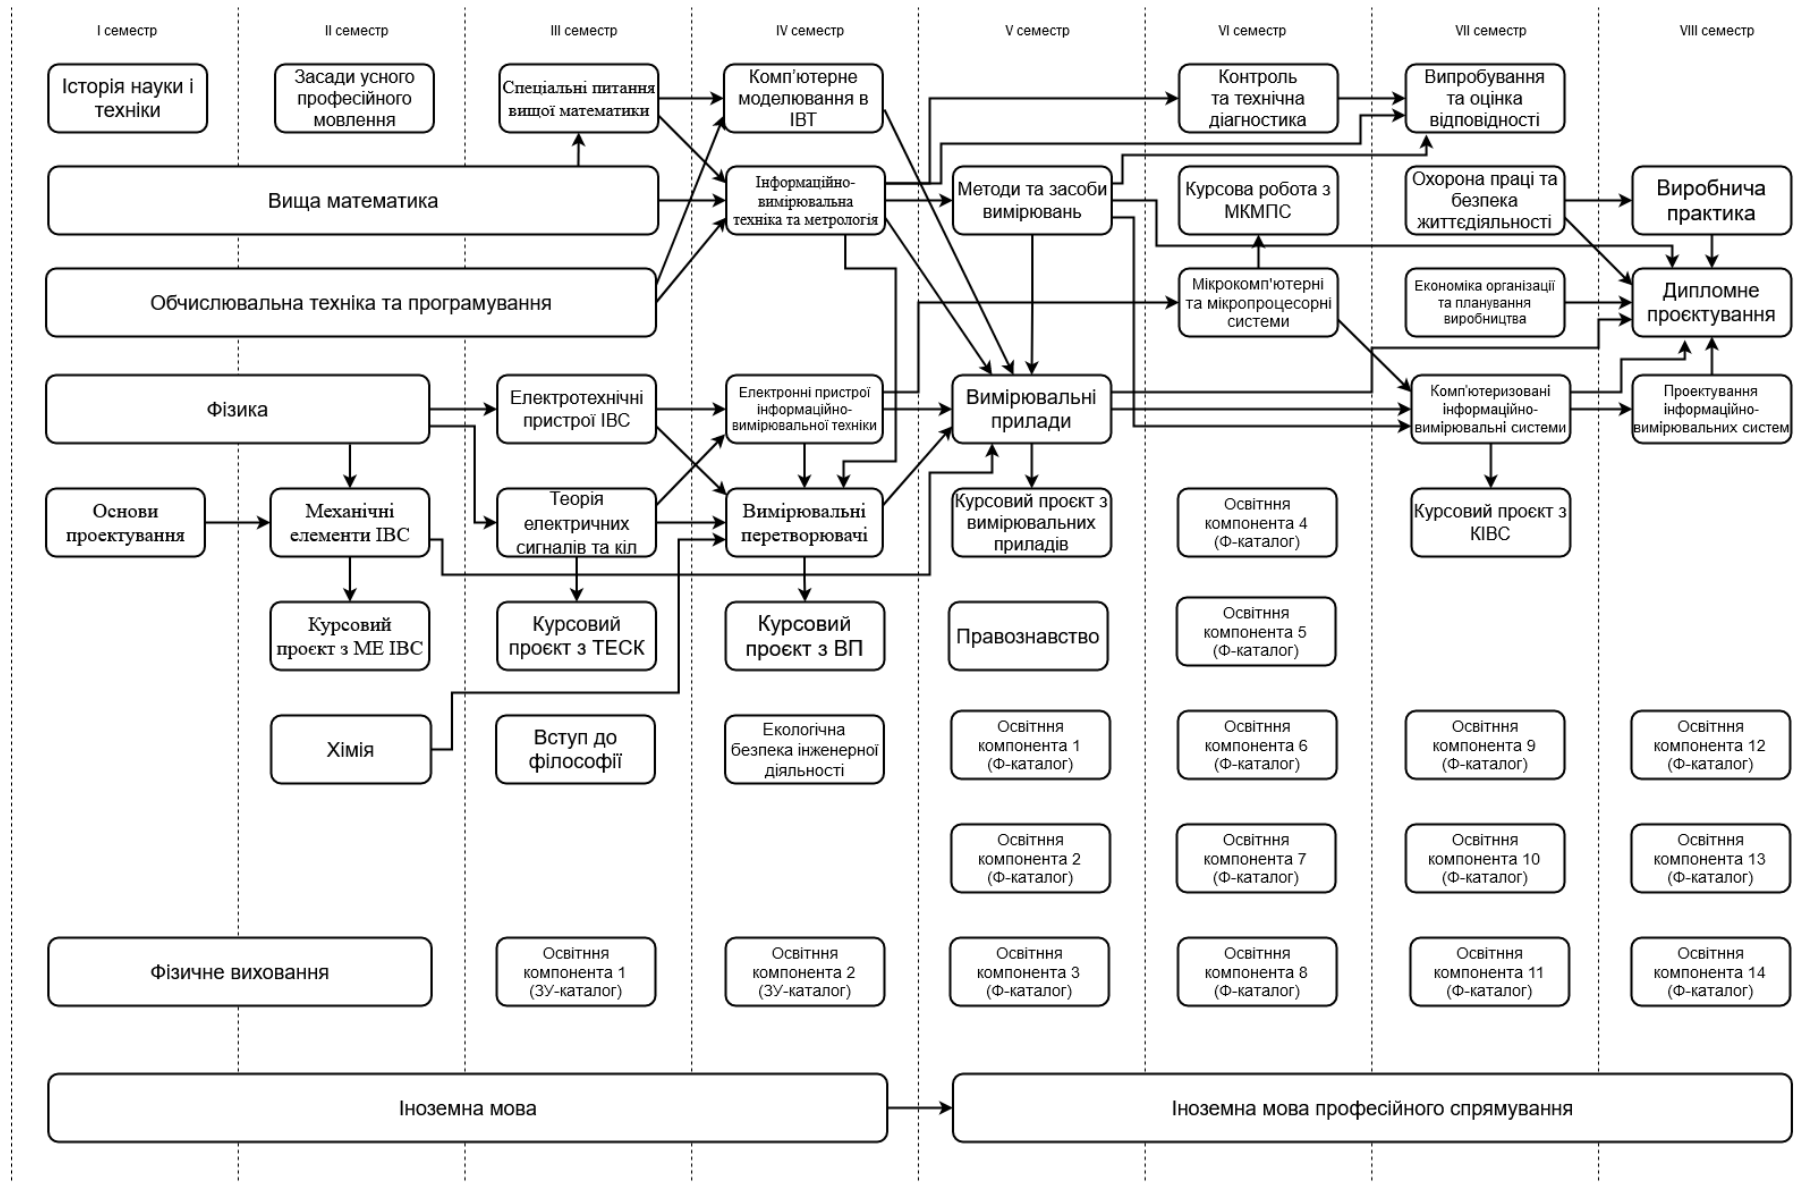 I семестр
II семестр
III семестр
IV семестр
V семестр
VI семестр
VII семестр
VIII семестр
Історія науки і
техніки
Засади усного
професійного
мовлення
Спеціальні питання
вищої математики
Комп'ютерне
моделювання в
ІВТ
Контроль
та технічна
діагностика
Випробування
та оцінка
відповідності
Вища математика
Інформаційно-
вимірювальна
техніка та метрологія
Методи та засоби
вимірювань
Курсова робота з
МКМПС
Охорона праці та
безпека
життєдіяльності
Виробнича
практика
Обчислювальна техніка та програмування
Мікрокомп'ютерні
та мікропроцесорні
системи
Економіка організації
та планування
виробництва
Дипломне
проєктування
Фізика
Електротехнічні
пристрої ІВС
Електронні пристрої
інформаційно-
вимірювальної техніки
Вимірювальні
прилади
Комп'ютеризовані
інформаційно-
вимірювальні системи
Проектування
інформаційно-
вимірювальних систем
Основи
проектування
Механічні
елементи ІВС
Теорія
електричних
сигналів та кіл
Вимірювальні
перетворювачі
Курсовий проєкт з
вимірювальних
приладів
Освітння
компонента 4
(Ф-каталог)
Курсовий проєкт з
КІВС
Курсовий
проєкт з МЕ ІВС
Курсовий
проєкт з ТЕСК
Курсовий
проєкт з ВП
Правознавство
Освітння
компонента 5
(Ф-каталог)
Хімія
Вступ до
філософії
Екологічна
безпека інженерної
діяльності
Освітння
компонента 1
(Ф-каталог)
Освітння
компонента 6
(Ф-каталог)
Освітння
компонента 9
(Ф-каталог)
Освітння
компонента 12
(Ф-каталог)
Освітння
компонента 2
(Ф-каталог)
Освітння
компонента 7
(Ф-каталог)
Освітння
компонента 10
(Ф-каталог)
Освітння
компонента 13
(Ф-каталог)
Фізичне виховання
Освітння
компонента 1
(ЗУ-каталог)
Освітння
компонента 2
(ЗУ-каталог)
Освітння
компонента 3
(Ф-каталог)
Освітння
компонента 8
(Ф-каталог)
Освітння
компонента 11
(Ф-каталог)
Освітння
компонента 14
(Ф-каталог)
Іноземна мова
Іноземна мова професійного спрямування